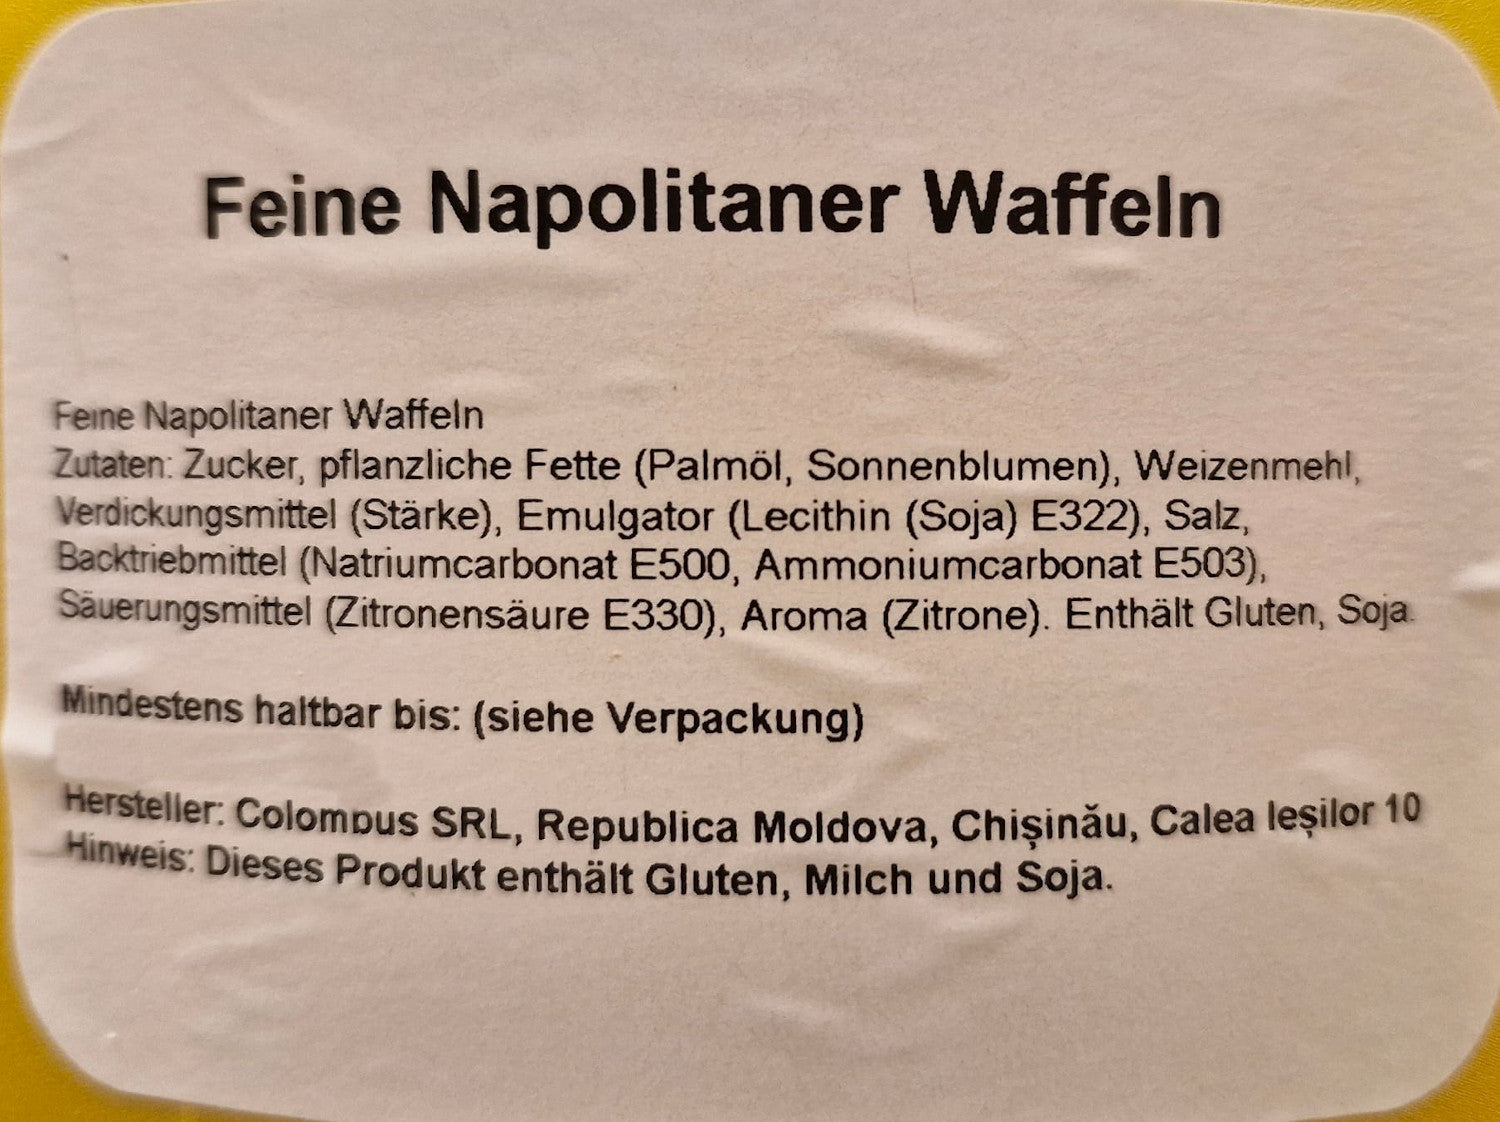 Feine Napolitaner Waffeln
Feine Napolitaner Waffeln
Zutaten: Zucker, pflanzliche Fette (Palmöl, Sonnenblumen), Weizenmehl,
Verdickungsmittel (Stärke), Emulgator (Lecithin (Soja) E322), Salz,
Backtriebmittel (Natriumcarbonat E500, Ammoniumcarbonat E503),
Säuerungsmittel (Zitronensäure E330), Aroma (Zitrone). Enthält Gluten, Soja.
Mindestens haltbar bis: (siehe Verpackung)
Hersteller: Colompus SRL, Republica Moldova, Chișinău, Calea Ieșilor 10
Hinweis: Dieses Produkt enthält Gluten, Milch und Soja.